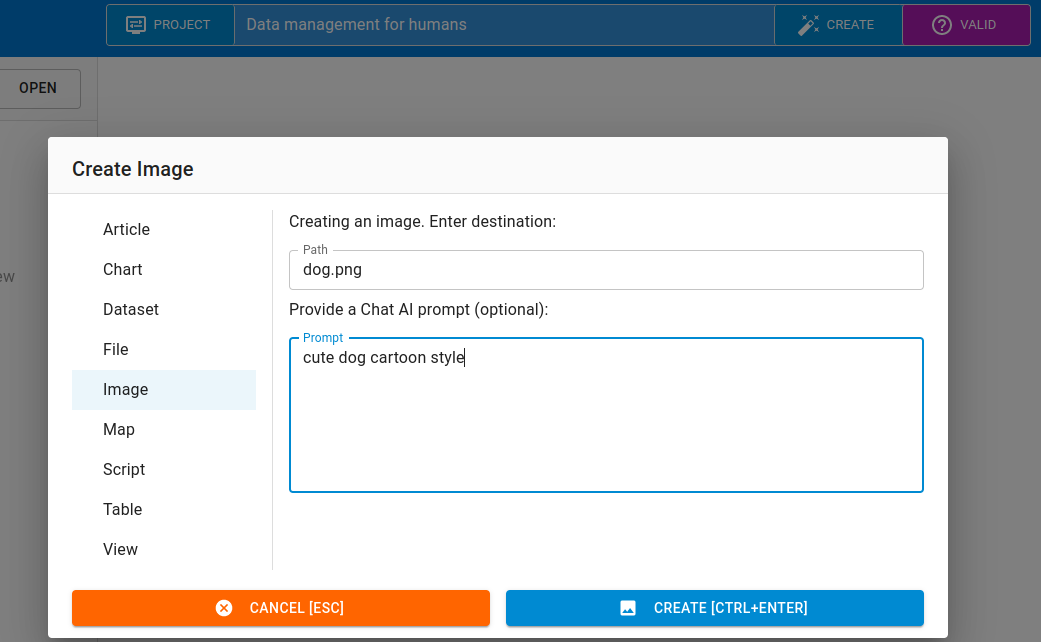 PROJECT
Data management for humans
CREATE
VALID
OPEN
ew
Create Image
Article
Chart
Dataset
File
Image
Map
Script
Table
View
Creating an image. Enter destination:
Path
dog.png
Provide a Chat AI prompt (optional):
Prompt
cute dog cartoon style
CANCEL [ESC]
CREATE [CTRL+ENTER]